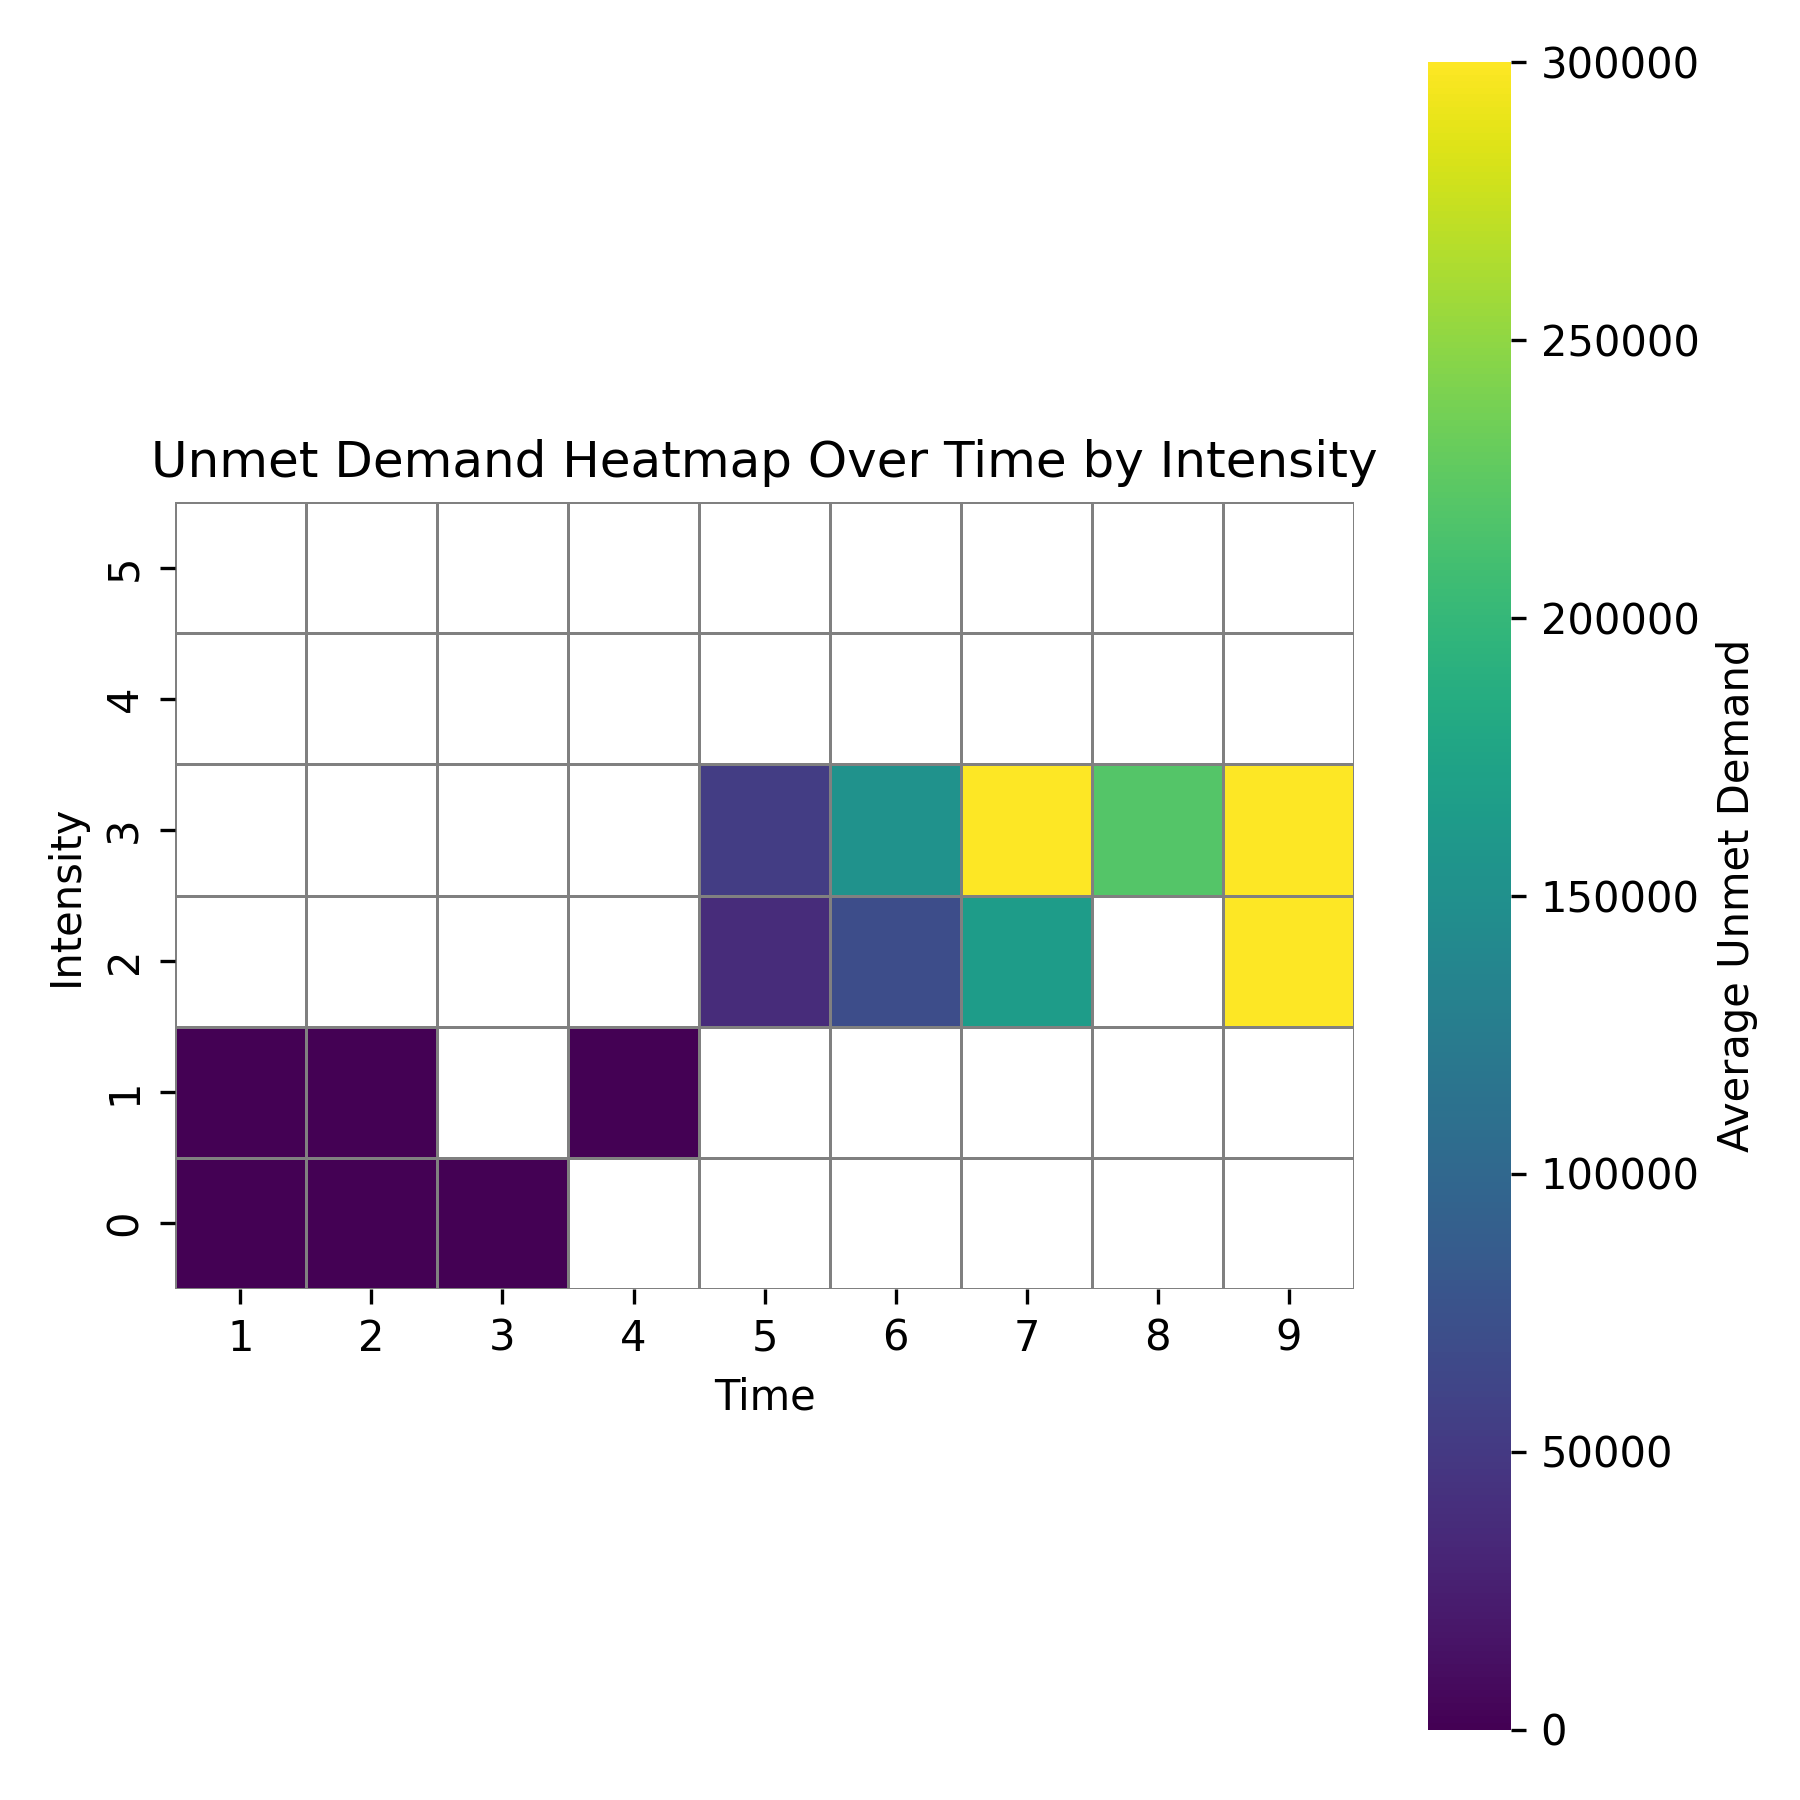 Unmet Demand Heatmap Over Time by Intensity
Intensity
5
4
3
2
1
0
1 2 3 4 5 6 7 8 9
Time
300000
250000
200000
150000
100000
50000
0
Average Unmet Demand